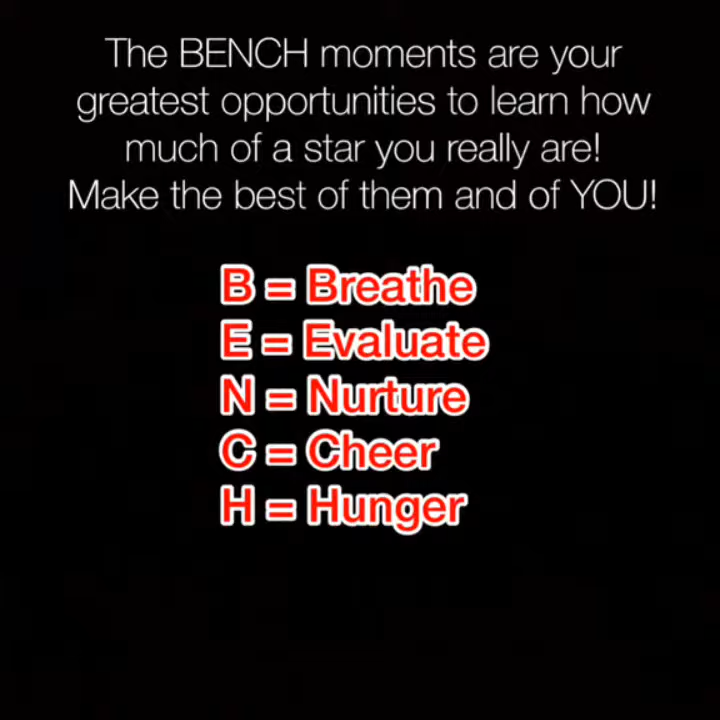 The BENCH moments are your
greatest opportunities to learn how
much of a star you really are!
Make the best of them and of YOU!
B = Breathe
E = Evaluate
N = Nurture
C = Cheer
H = Hunger